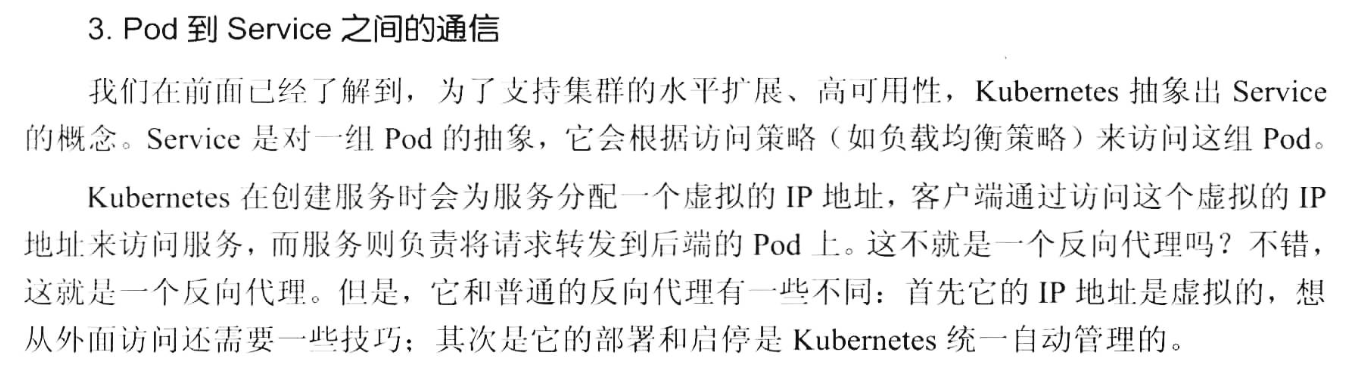 3. Pod 到 Service 之间的通信
我们在前面已经了解到，为了支持集群的水平扩展、高可用性，Kubernetes 抽象出 Service
的概念。Service 是对一组 Pod 的抽象，它会根据访问策略（如负载均衡策略）来访问这组 Pod。
Kubernetes 在创建服务时会为服务分配一个虚拟的 IP 地址，客户端通过访问这个虚拟的 IP
地址来访问服务，而服务则负责将请求转发到后端的 Pod 上。这不就是一个反向代理吗？不错，
这就是一个反向代理。但是，它和普通的反向代理有一些不同：首先它的 IP 地址是虚拟的，想
从外面访问还需要一些技巧；其次是它的部署和启停是 Kubernetes 统一自动管理的。